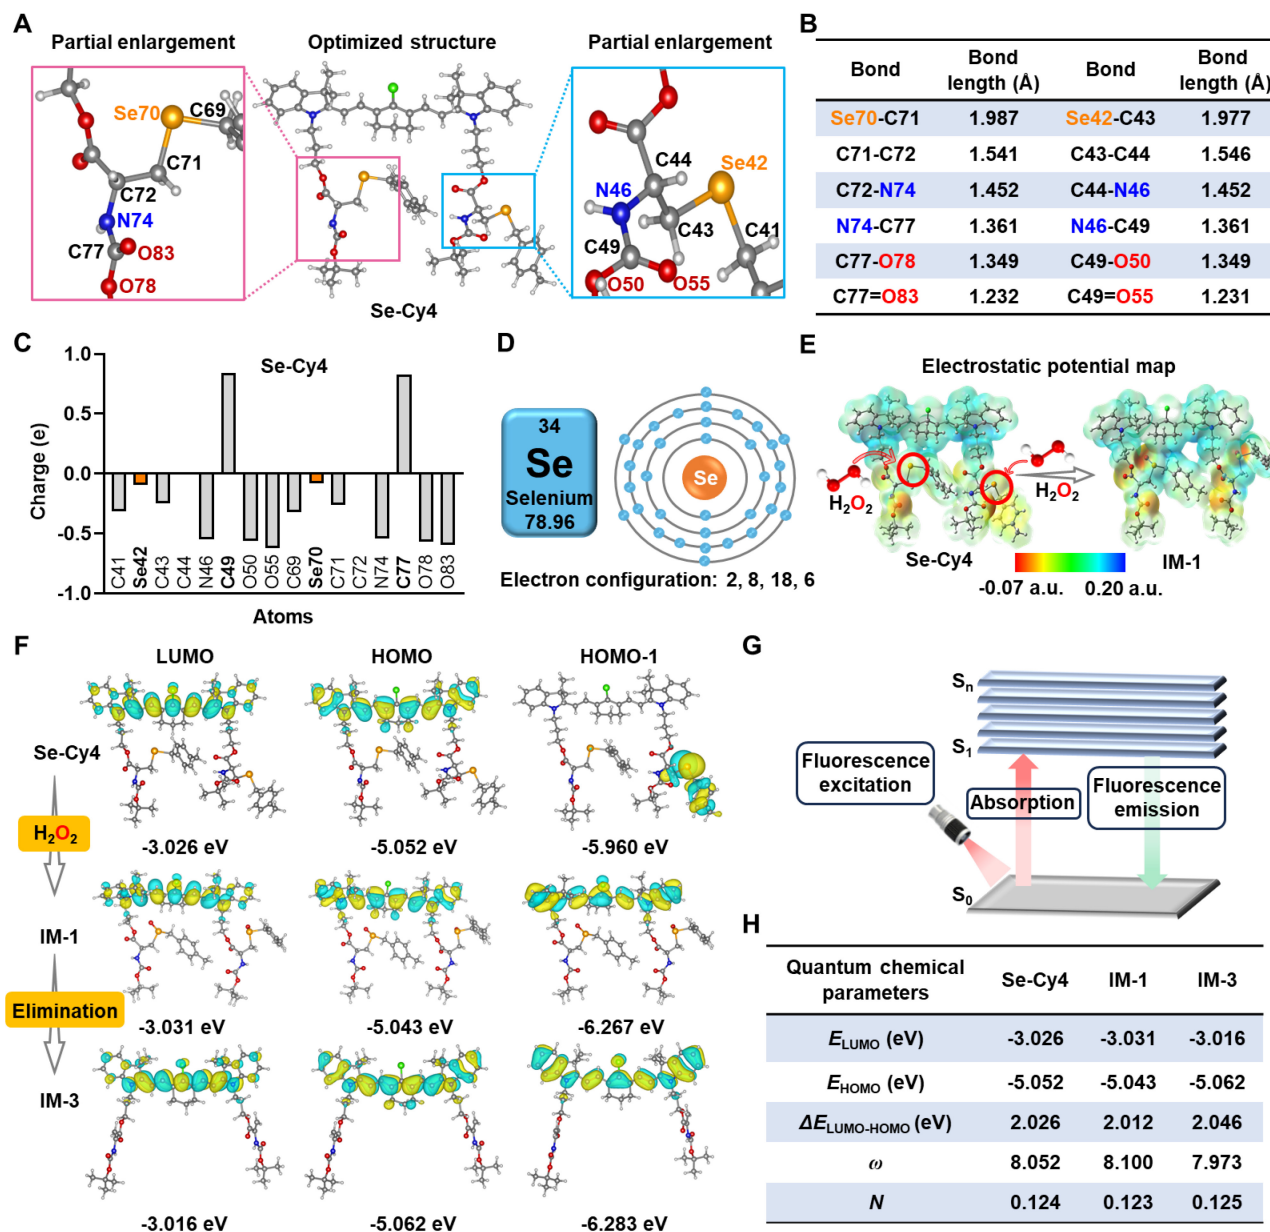 A
Partial enlargement
Optimized structure
Partial enlargement
Se70
C69
C71
C72
N74
C77
O83
O78
Se-Cy4
C44
Se42
N46
C43
C41
C49
O50
O55
B
Bond Bond length (Å) Bond Bond length (Å)
Se70-C71 1.987 Se42-C43 1.977
C71-C72 1.541 C43-C44 1.546
C72-N74 1.452 C44-N46 1.452
N74-C77 1.361 N46-C49 1.361
C77-O78 1.349 C49-O50 1.349
C77=O83 1.232 C49=O55 1.231
C
Se-Cy4
Charge (e)
1.0
0.5
0.0
-0.5
-1.0
C41 Se42 C43 C44 N46 C49 O50 O55 C69 Se70 C71 C72 N74 C77 O78 O83
Atoms
D
34
Se
Selenium
78.96
Se
Electron configuration: 2, 8, 18, 6
E
Electrostatic potential map
H2O2
H2O2
Se-Cy4
IM-1
-0.07 a.u. 0.20 a.u.
F
LUMO HOMO HOMO-1
Se-Cy4
-3.026 eV -5.052 eV -5.960 eV
H2O2
IM-1
-3.031 eV -5.043 eV -6.267 eV
Elimination
IM-3
-3.016 eV -5.062 eV -6.283 eV
G
Sn
S1
Fluorescence
excitation
Absorption
Fluorescence
emission
S0
H
Quantum chemical parameters Se-Cy4 IM-1 IM-3
ELUMO (eV) -3.026 -3.031 -3.016
EHOMO (eV) -5.052 -5.043 -5.062
ΔELUMO-HOMO (eV) 2.026 2.012 2.046
ω 8.052 8.100 7.973
N 0.124 0.123 0.125